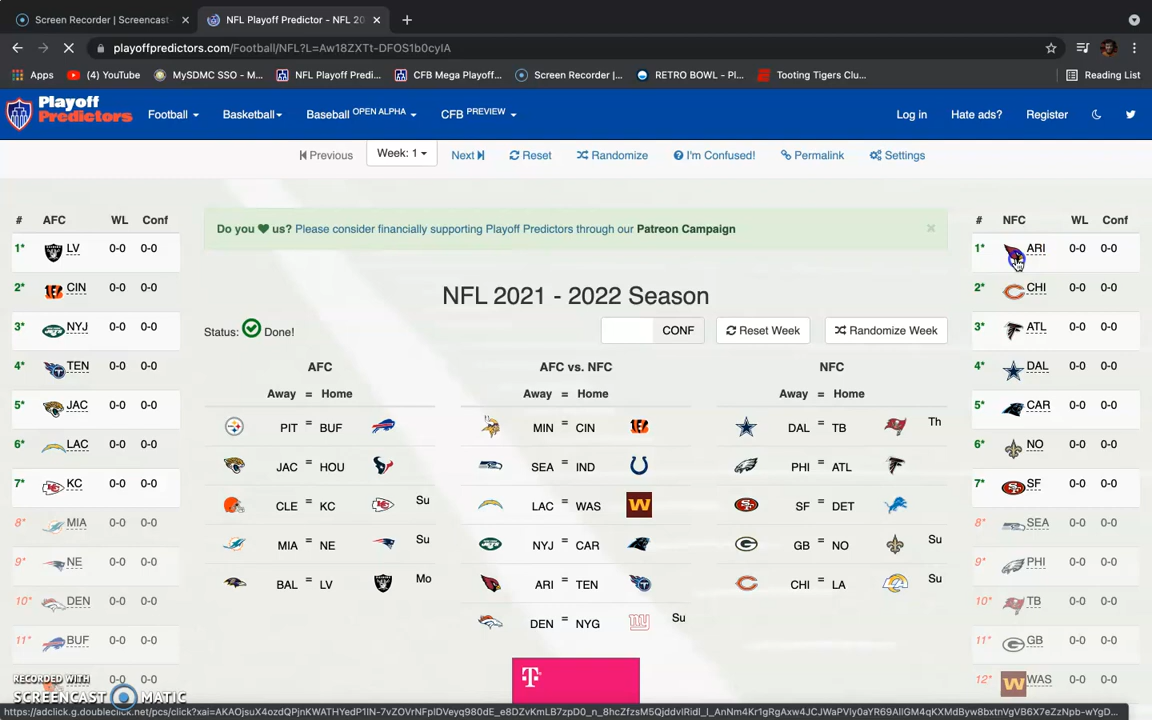 Screen Recorder | Screencast-
NFL Playoff Predictor - NFL 20
playoffpredictors.com/Football/NFL?L=Aw18ZXTt-DFOS1b0cyIA
Apps
(4) YouTube
MySDMC SSO - M...
NFL Playoff Predi...
CFB Mega Playoff...
Screen Recorder |...
RETRO BOWL - Pl...
Tooting Tigers Clu...
Reading List
Playoff
Predictors
Football
Basketball
Baseball OPEN ALPHA
CFB PREVIEW
Log in
Hate ads?
Register
Previous
Week: 1
Next
Reset
Randomize
I'm Confused!
Permalink
Settings
Do you us? Please consider financially supporting Playoff Predictors through our Patreon Campaign
×
NFL 2021 - 2022 Season
Status: Done!
CONF
Reset Week
Randomize Week
# AFC WL Conf
1* LV 0-0 0-0
2* CIN 0-0 0-0
3* NYJ 0-0 0-0
4* TEN 0-0 0-0
5* JAC 0-0 0-0
6* LAC 0-0 0-0
7* KC 0-0 0-0
8* MIA 0-0 0-0
9* NE 0-0 0-0
10* DEN 0-0 0-0
11* BUF 0-0 0-0
0-0 0-0
AFC
Away = Home
PIT = BUF
JAC = HOU
CLE = KC Su
MIA = NE Su
BAL = LV Mo
AFC vs. NFC
Away = Home
MIN = CIN
SEA = IND
LAC = WAS
NYJ = CAR
ARI = TEN
DEN = NYG Su
NFC
Away = Home
DAL = TB Th
PHI = ATL
SF = DET
GB = NO Su
CHI = LA Su
# NFC WL Conf
1* ARI 0-0 0-0
2* CHI 0-0 0-0
3* ATL 0-0 0-0
4* DAL 0-0 0-0
5* CAR 0-0 0-0
6* NO 0-0 0-0
7* SF 0-0 0-0
8* SEA 0-0 0-0
9* PHI 0-0 0-0
10* TB 0-0 0-0
11* GB 0-0 0-0
12* WAS 0-0 0-0
T
RECORDED WITH
SCREENCAST MATIC